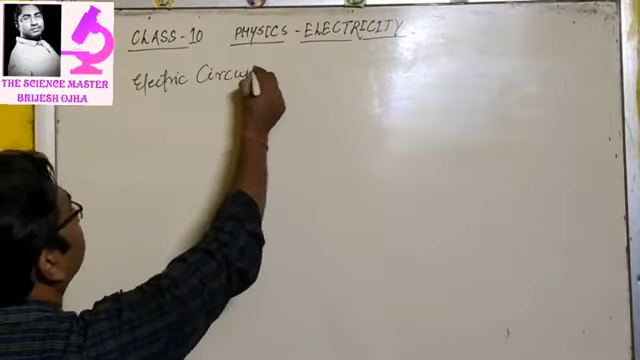 THE SCIENCE MASTER
BRIJESH OJHA
CLASS-10 PHYSICS - ELECTRICITY
Electric Circu